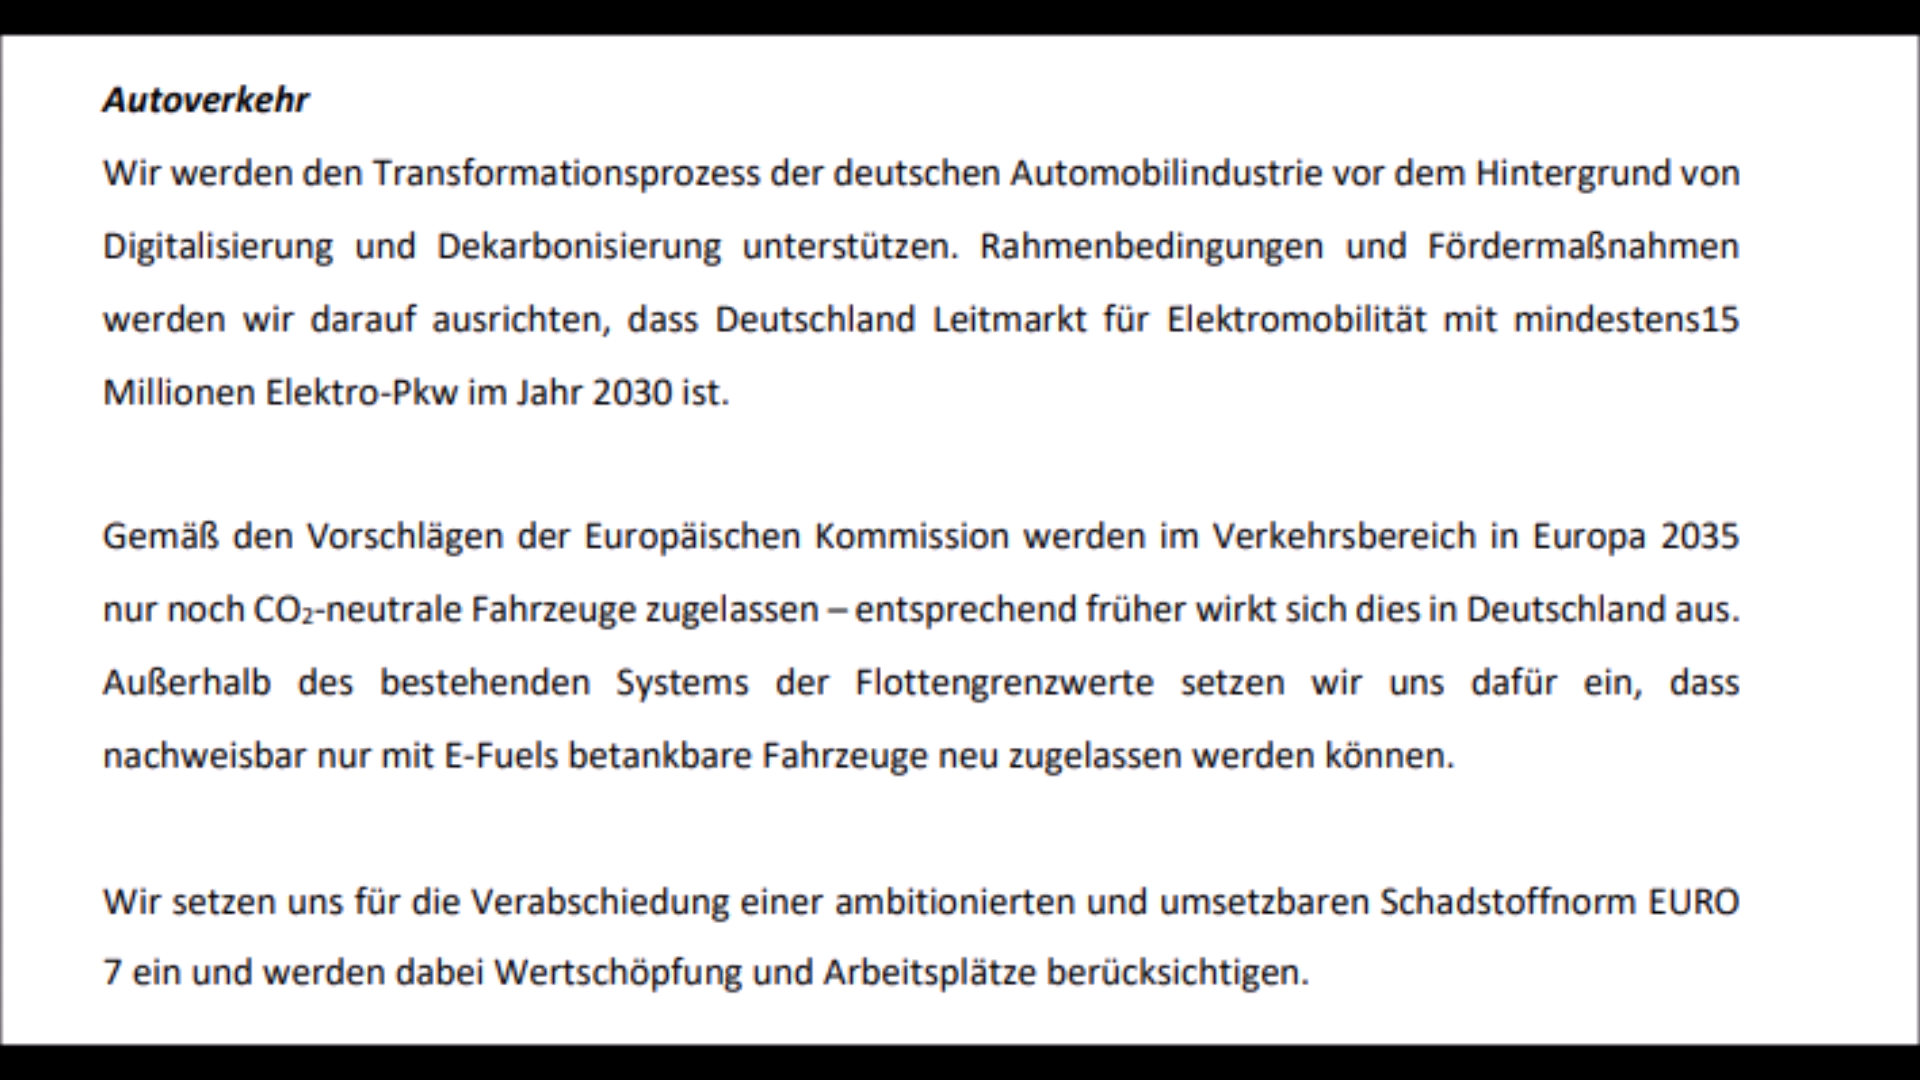 Autoverkehr
Wir werden den Transformationsprozess der deutschen Automobilindustrie vor dem Hintergrund von
Digitalisierung und Dekarbonisierung unterstützen. Rahmenbedingungen und Fördermaßnahmen
werden wir darauf ausrichten, dass Deutschland Leitmarkt für Elektromobilität mit mindestens15
Millionen Elektro-Pkw im Jahr 2030 ist.
Gemäß den Vorschlägen der Europäischen Kommission werden im Verkehrsbereich in Europa 2035
nur noch CO₂-neutrale Fahrzeuge zugelassen – entsprechend früher wirkt sich dies in Deutschland aus.
Außerhalb des bestehenden Systems der Flottengrenzwerte setzen wir uns dafür ein, dass
nachweisbar nur mit E-Fuels betankbare Fahrzeuge neu zugelassen werden können.
Wir setzen uns für die Verabschiedung einer ambitionierten und umsetzbaren Schadstoffnorm EURO
7 ein und werden dabei Wertschöpfung und Arbeitsplätze berücksichtigen.